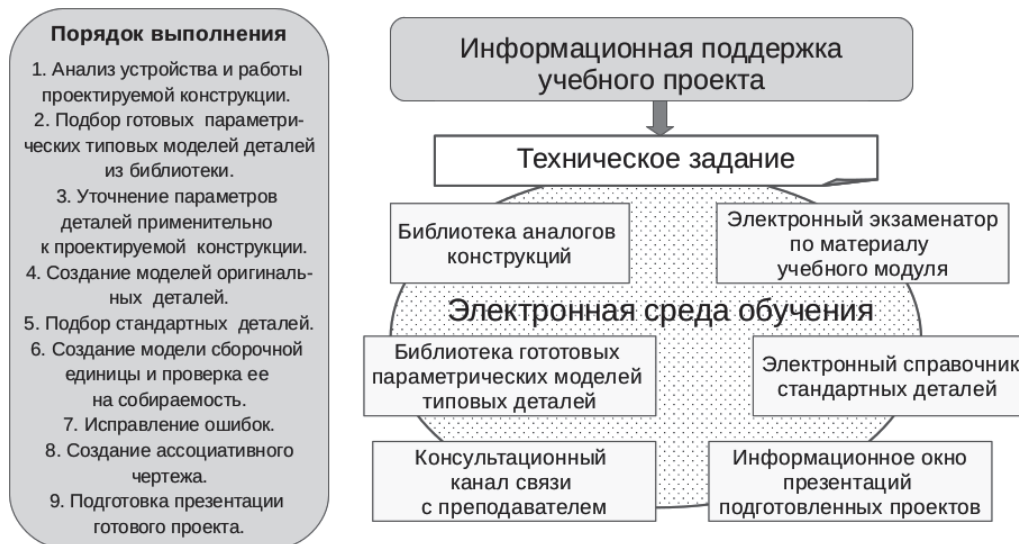 Порядок выполнения
1. Анализ устройства и работы
проектируемой конструкции.
2. Подбор готовых параметри-
ческих типовых моделей деталей
из библиотеки.
3. Уточнение параметров
деталей применительно
к проектируемой конструкции.
4. Создание моделей оригиналь-
ных деталей.
5. Подбор стандартных деталей.
6. Создание модели сборочной
единицы и проверка ее
на собираемость.
7. Исправление ошибок.
8. Создание ассоциативного
чертежа.
9. Подготовка презентации
готового проекта.
Информационная поддержка
учебного проекта
Техническое задание
Библиотека аналогов
конструкций
Электронный экзаменатор
по материалу
учебного модуля
Электронная среда обучения
Библиотека гототовых
параметрических моделей
типовых деталей
Электронный справочник
стандартных деталей
Консультационный
канал связи
с преподавателем
Информационное окно
презентаций
подготовленных проектов